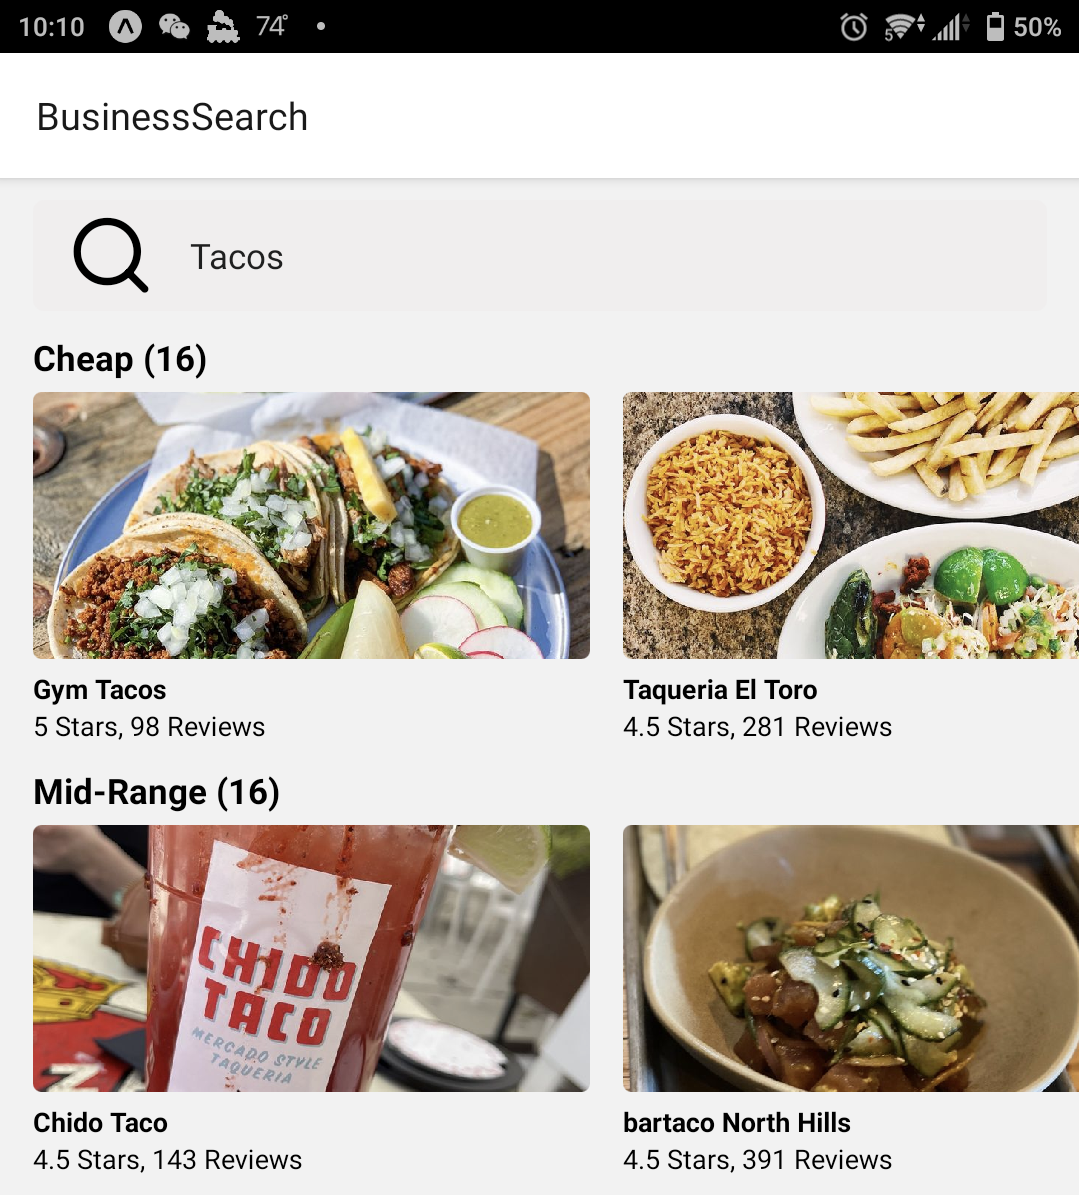 10:10 74° 5 50%
BusinessSearch
Tacos
Cheap (16)
Gym Tacos
5 Stars, 98 Reviews
Taqueria El Toro
4.5 Stars, 281 Reviews
Mid-Range (16)
CHIDO
TACO
MERCADO STYLE
TAQUERIA
Chido Taco
4.5 Stars, 143 Reviews
bartaco North Hills
4.5 Stars, 391 Reviews